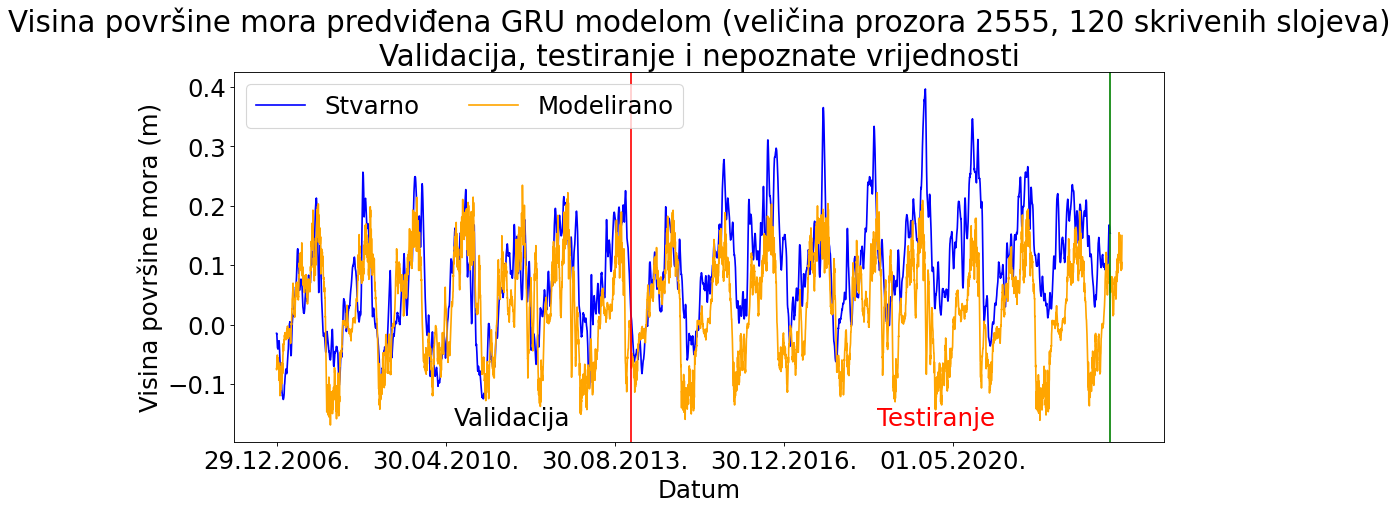 Visina površine mora predviđena GRU modelom (veličina prozora 2555, 120 skrivenih slojeva)
Validacija, testiranje i nepoznate vrijednosti
Stvarno
Modelirano
Visina površine mora (m)
0.4
0.3
0.2
0.1
0.0
−0.1
Validacija
Testiranje
29.12.2006.
30.04.2010.
30.08.2013.
30.12.2016.
01.05.2020.
Datum